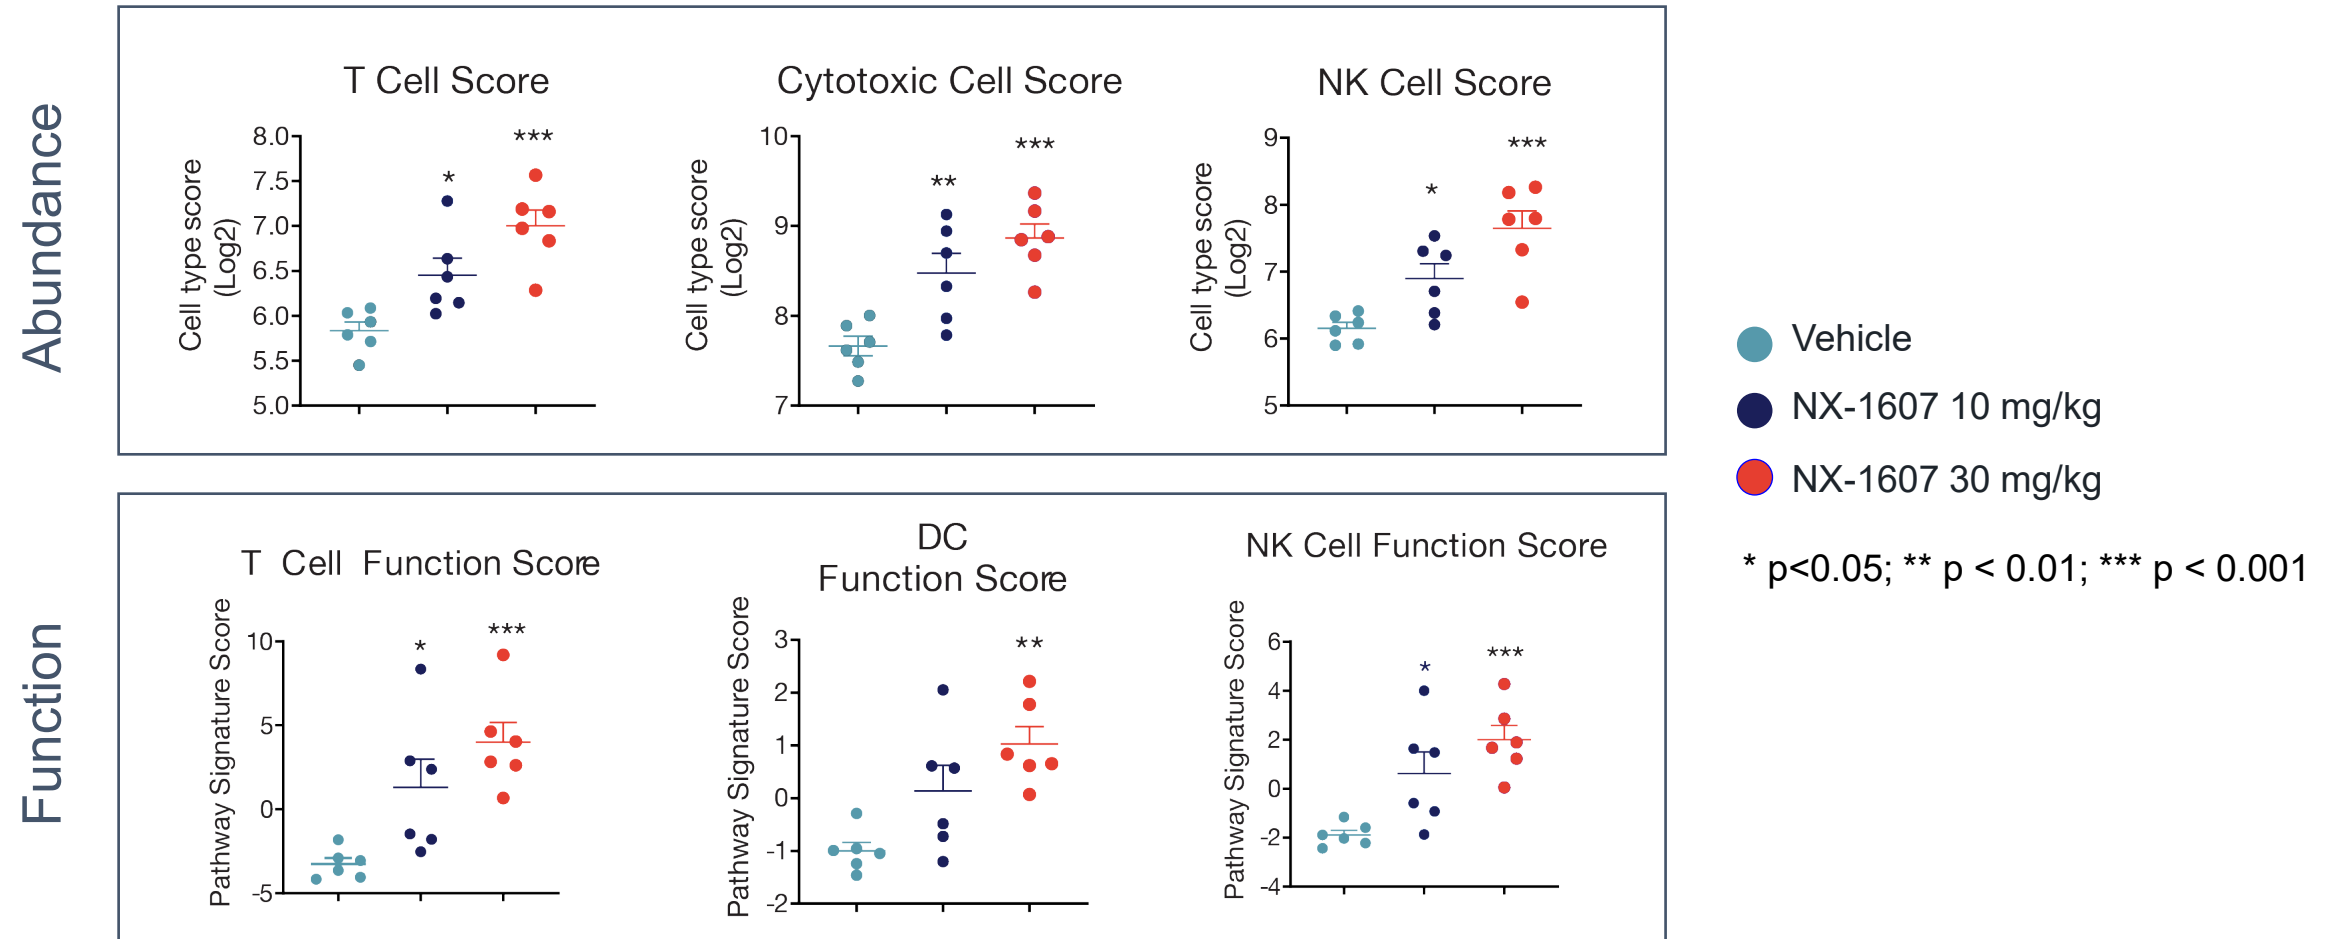 Abundance
T Cell Score
Cell type score
(Log2)
8.0
7.5
7.0
6.5
6.0
5.5
5.0
*
***
Cytotoxic Cell Score
Cell type score
(Log2)
10
9
8
7
**
***
NK Cell Score
Cell type score
(Log2)
9
8
7
6
5
*
***
Vehicle
NX-1607 10 mg/kg
NX-1607 30 mg/kg
* p<0.05; ** p < 0.01; *** p < 0.001
Function
T Cell Function Score
Pathway Signature Score
10
5
0
-5
*
***
DC
Function Score
Pathway Signature Score
3
2
1
0
-1
-2
**
NK Cell Function Score
Pathway Signature Score
6
4
2
0
-2
-4
*
***